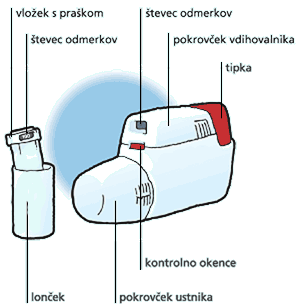 vložek s praškom
števec odmerkov
števec odmerkov
pokrovček vdihovalnika
tipka
kontrolno okence
lonček
pokrovček ustnika